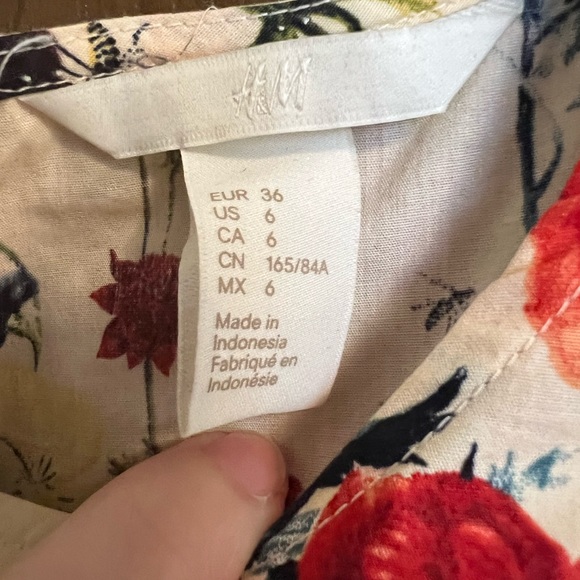 H&M
EUR 36
US 6
CA 6
CN 165/84A
MX 6
Made in
Indonesia
Fabriqué en
Indonésie